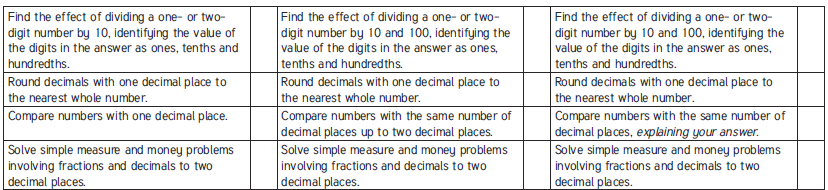 Find the effect of dividing a one- or two-
digit number by 10, identifying the value of
the digits in the answer as ones, tenths and
hundredths.
Find the effect of dividing a one- or two-
digit number by 10 and 100, identifying the
value of the digits in the answer as ones,
tenths and hundredths.
Find the effect of dividing a one- or two-
digit number by 10 and 100, identifying the
value of the digits in the answer as ones,
tenths and hundredths.
Round decimals with one decimal place to
the nearest whole number.
Round decimals with one decimal place to
the nearest whole number.
Round decimals with one decimal place to
the nearest whole number.
Compare numbers with one decimal place.
Compare numbers with the same number of
decimal places up to two decimal places.
Compare numbers with the same number of
decimal places, explaining your answer.
Solve simple measure and money problems
involving fractions and decimals to two
decimal places.
Solve simple measure and money problems
involving fractions and decimals to two
decimal places.
Solve simple measure and money problems
involving fractions and decimals to two
decimal places.